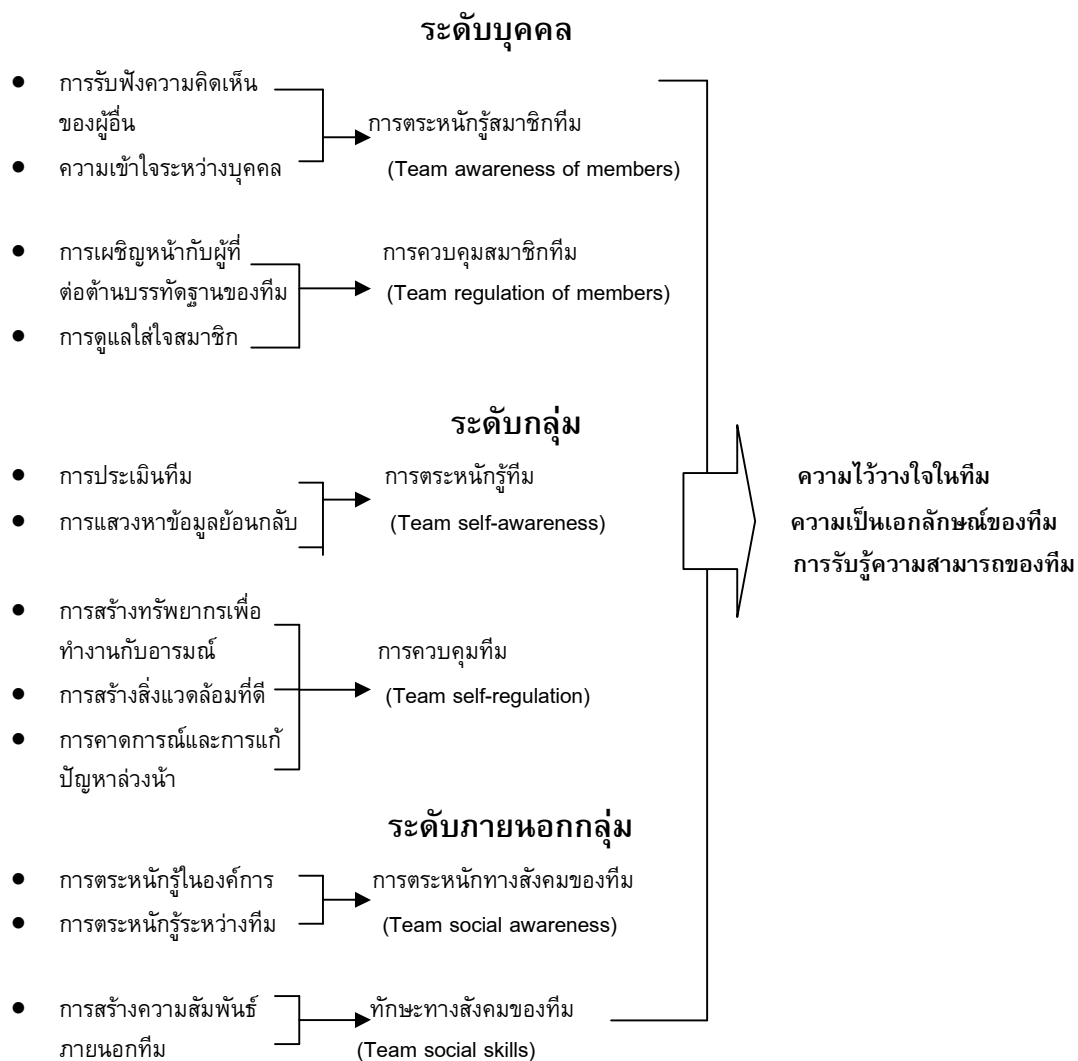 ระดับบุคคล
● การรับฟังความคิดเห็น
ของผู้อื่น
● ความเข้าใจระหว่างบุคคล
การตระหนักรู้สมาชิกทีม
(Team awareness of members)
● การเผชิญหน้ากับผู้ที่
ต่อต้านบรรทัดฐานของทีม
● การดูแลใส่ใจสมาชิก
การควบคุมสมาชิกทีม
(Team regulation of members)
ระดับกลุ่ม
● การประเมินทีม
● การแสวงหาข้อมูลย้อนกลับ
การตระหนักรู้ทีม
(Team self-awareness)
● การสร้างทรัพยากรเพื่อ
ทำงานกับอารมณ์
● การสร้างสิ่งแวดล้อมที่ดี
● การคาดการณ์และการแก้
ปัญหาล่วงน้า
การควบคุมทีม
(Team self-regulation)
ระดับภายนอกกลุ่ม
● การตระหนักรู้ในองค์การ
● การตระหนักรู้ระหว่างทีม
การตระหนักทางสังคมของทีม
(Team social awareness)
● การสร้างความสัมพันธ์
ภายนอกทีม
ทักษะทางสังคมของทีม
(Team social skills)
ความไว้วางใจในทีม
ความเป็นเอกลักษณ์ของทีม
การรับรู้ความสามารถของทีม